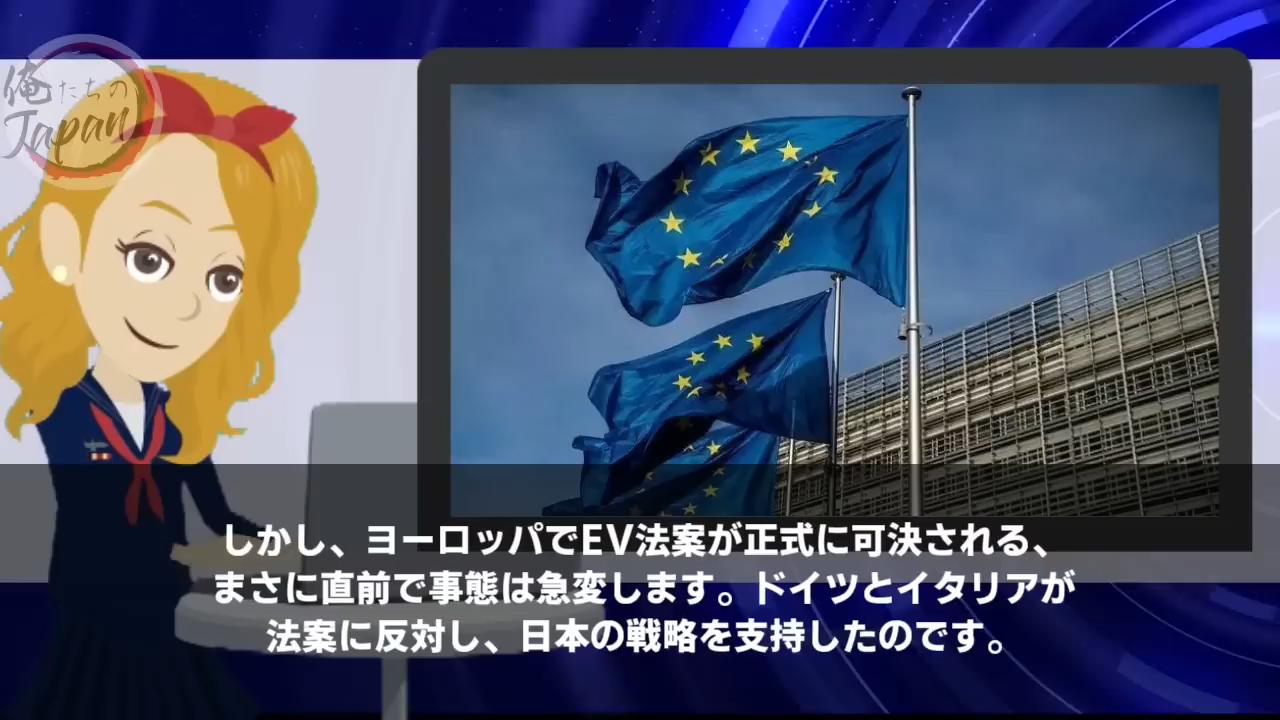 俺たちの
Japan
しかし、ヨーロッパでEV法案が正式に可決される、
まさに直前で事態は急変します。ドイツとイタリアが
法案に反対し、日本の戦略を支持したのです。